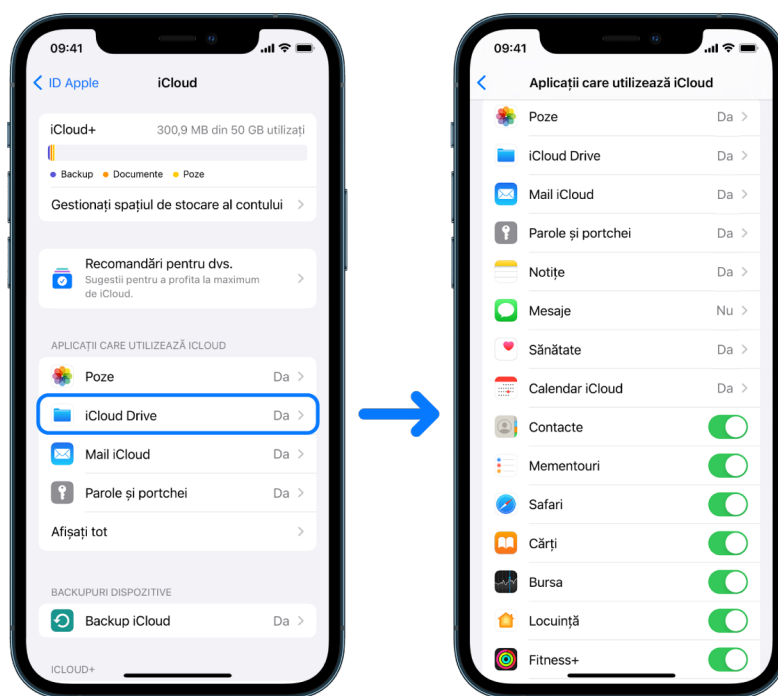 09:41
ID Apple
iCloud
iCloud+
300,9 MB din 50 GB utilizați
Backup
Documente
Poze
Gestionați spațiul de stocare al contului
Recomandări pentru dvs.
Sugestii pentru a profita la maximum
de iCloud.
APLICAȚII CARE UTILIZEAZĂ ICLOUD
Poze Da
iCloud Drive Da
Mail iCloud Da
Parole și portchei Da
Afișați tot
BACKUPURI DISPOZITIVE
Backup iCloud Da
ICLOUD+
09:41
Aplicații care utilizează iCloud
Poze Da
iCloud Drive Da
Mail iCloud Da
Parole și portchei Da
Notițe Da
Mesaje Nu
Sănătate Da
Calendar iCloud Da
Contacte
Mementouri
Safari
Cărți
Bursa
Locuință
Fitness+